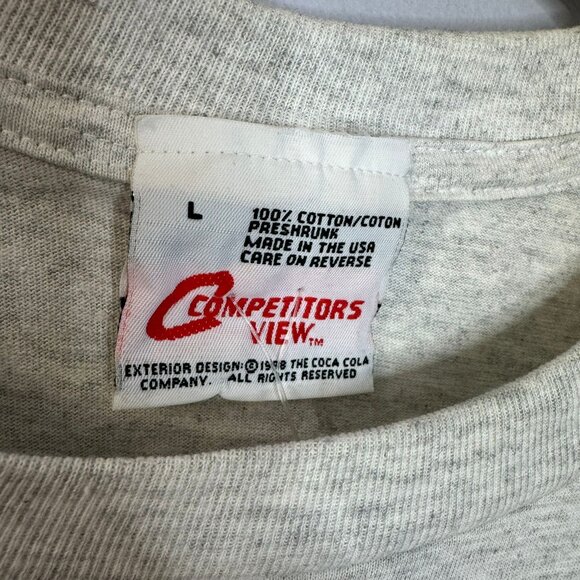 L
100% COTTON/COTON
PRESHRUNK
MADE IN THE USA
CARE ON REVERSE
COMPETITORS
VIEW™
EXTERIOR DESIGN: © 1998 THE COCA COLA
COMPANY. ALL RIGHTS RESERVED